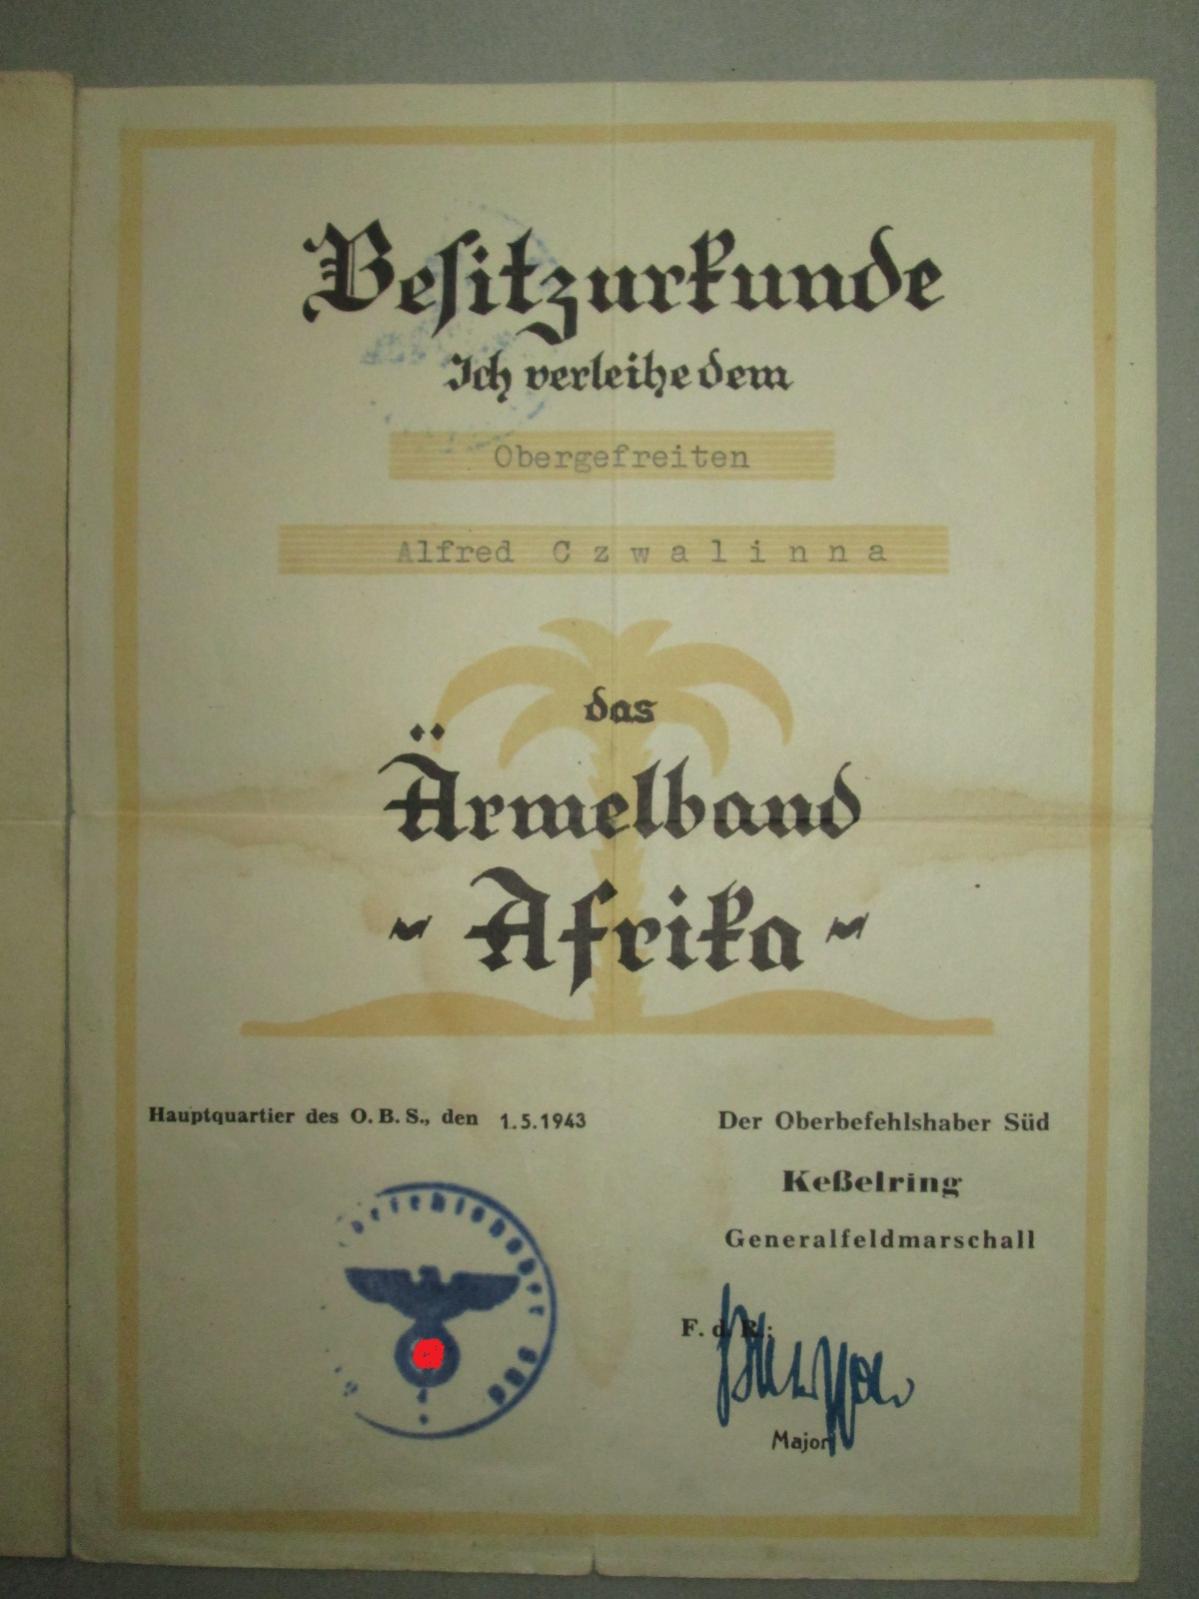 Besitzurkunde
Ich verleihe dem
Obergefreiten
Alfred Czwalinna
das
Ärmelband
"Afrika"
Hauptquartier des O.B.S., den 1.5.1943
Der Oberbefehlshaber Süd
Keßelring
Generalfeldmarschall
F. d. R.:
Major